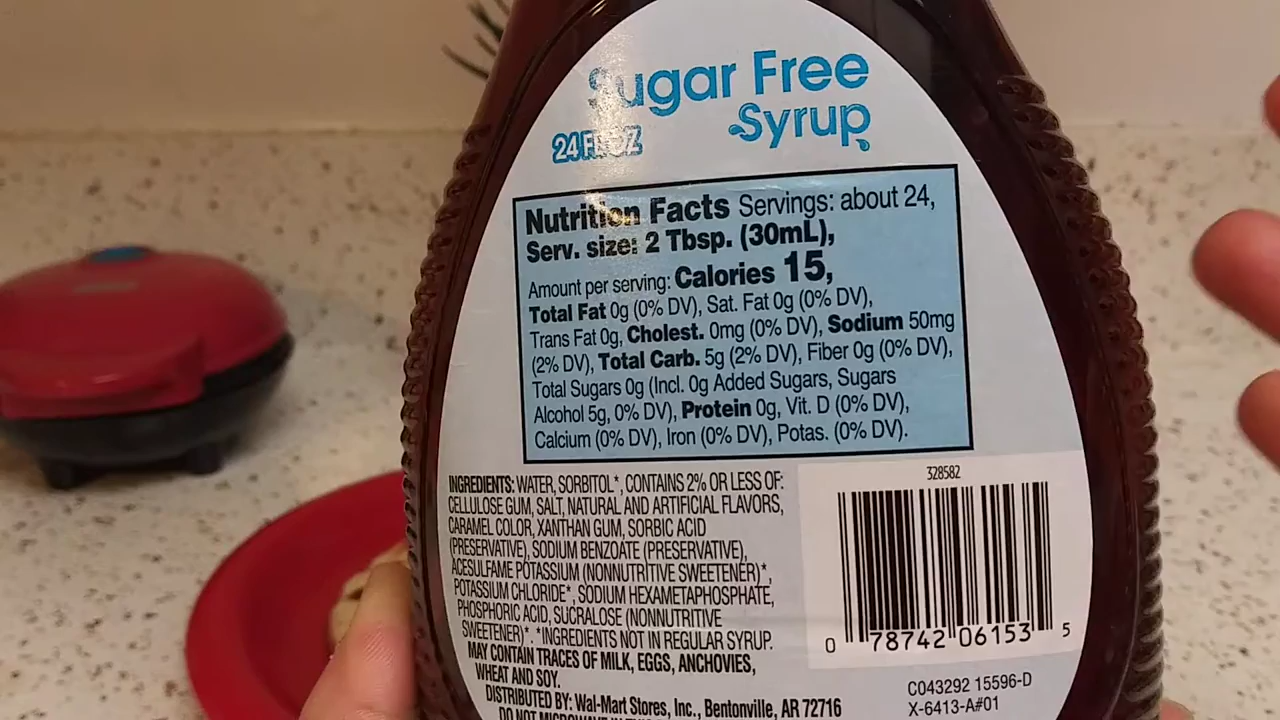 Sugar Free
Syrup
24 FL OZ
Nutrition Facts Servings: about 24,
Serv. size: 2 Tbsp. (30mL),
Amount per serving: Calories 15,
Total Fat 0g (0% DV), Sat. Fat 0g (0% DV),
Trans Fat 0g, Cholest. 0mg (0% DV), Sodium 50mg
(2% DV), Total Carb. 5g (2% DV), Fiber 0g (0% DV),
Total Sugars 0g (Incl. 0g Added Sugars, Sugars
Alcohol 5g, 0% DV), Protein 0g, Vit. D (0% DV),
Calcium (0% DV), Iron (0% DV), Potas. (0% DV).
INGREDIENTS: WATER, SORBITOL*, CONTAINS 2% OR LESS OF:
CELLULOSE GUM, SALT, NATURAL AND ARTIFICIAL FLAVORS,
CARAMEL COLOR, XANTHAN GUM, SORBIC ACID
(PRESERVATIVE), SODIUM BENZOATE (PRESERVATIVE),
ACESULFAME POTASSIUM (NONNUTRITIVE SWEETENER)*,
POTASSIUM CHLORIDE*, SODIUM HEXAMETAPHOSPHATE,
PHOSPHORIC ACID, SUCRALOSE (NONNUTRITIVE
SWEETENER)*. *INGREDIENTS NOT IN REGULAR SYRUP.
MAY CONTAIN TRACES OF MILK, EGGS, ANCHOVIES,
WHEAT AND SOY.
DISTRIBUTED BY: Wal-Mart Stores, Inc., Bentonville, AR 72716
DO NOT MICROWAVE IN
328582
0 78742 06153 5
C043292 15596-D
X-6413-A#01